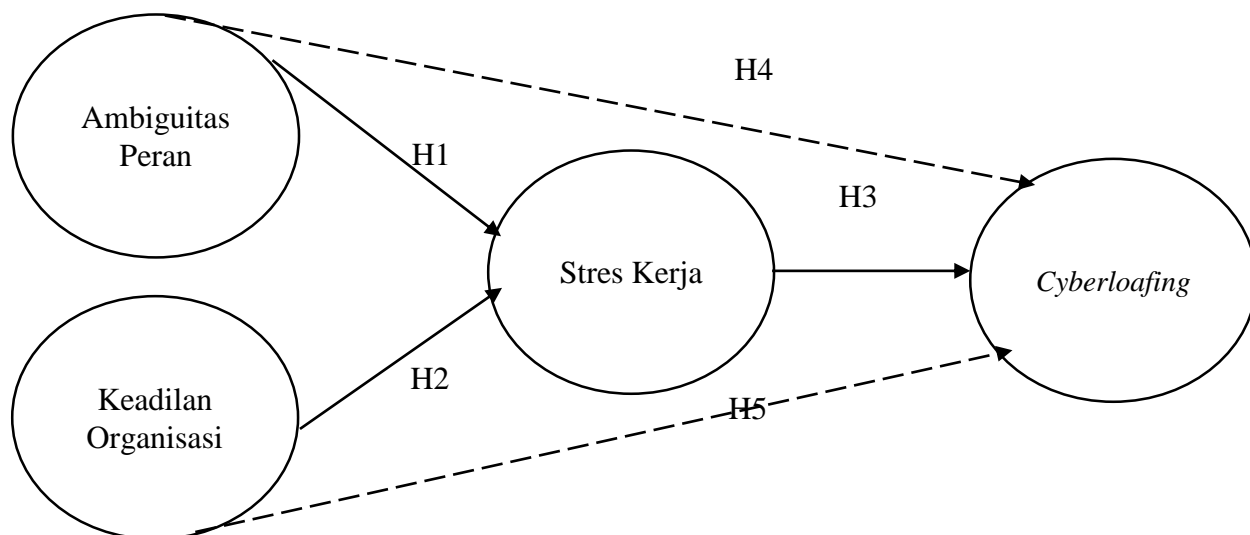 H4
Ambiguitas
Peran
H1
H3
Stres Kerja
Cyberloafing
H2
Keadilan
Organisasi
H5